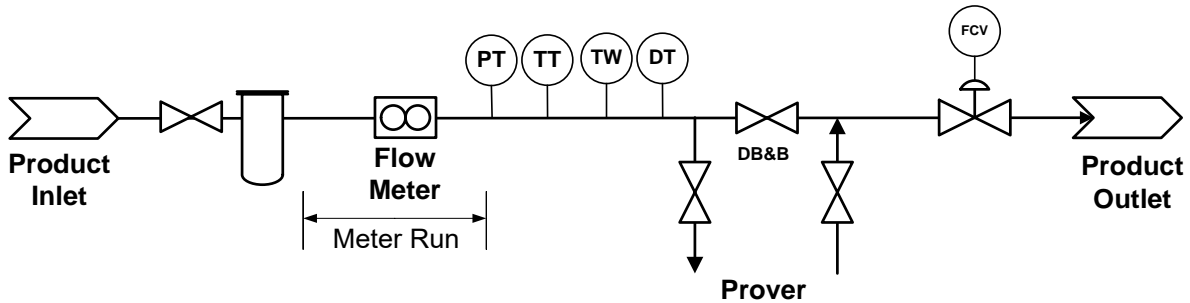 FCV
PT TT TW DT
Product
Inlet
Flow
Meter
DB&B
Product
Outlet
Meter Run
Prover